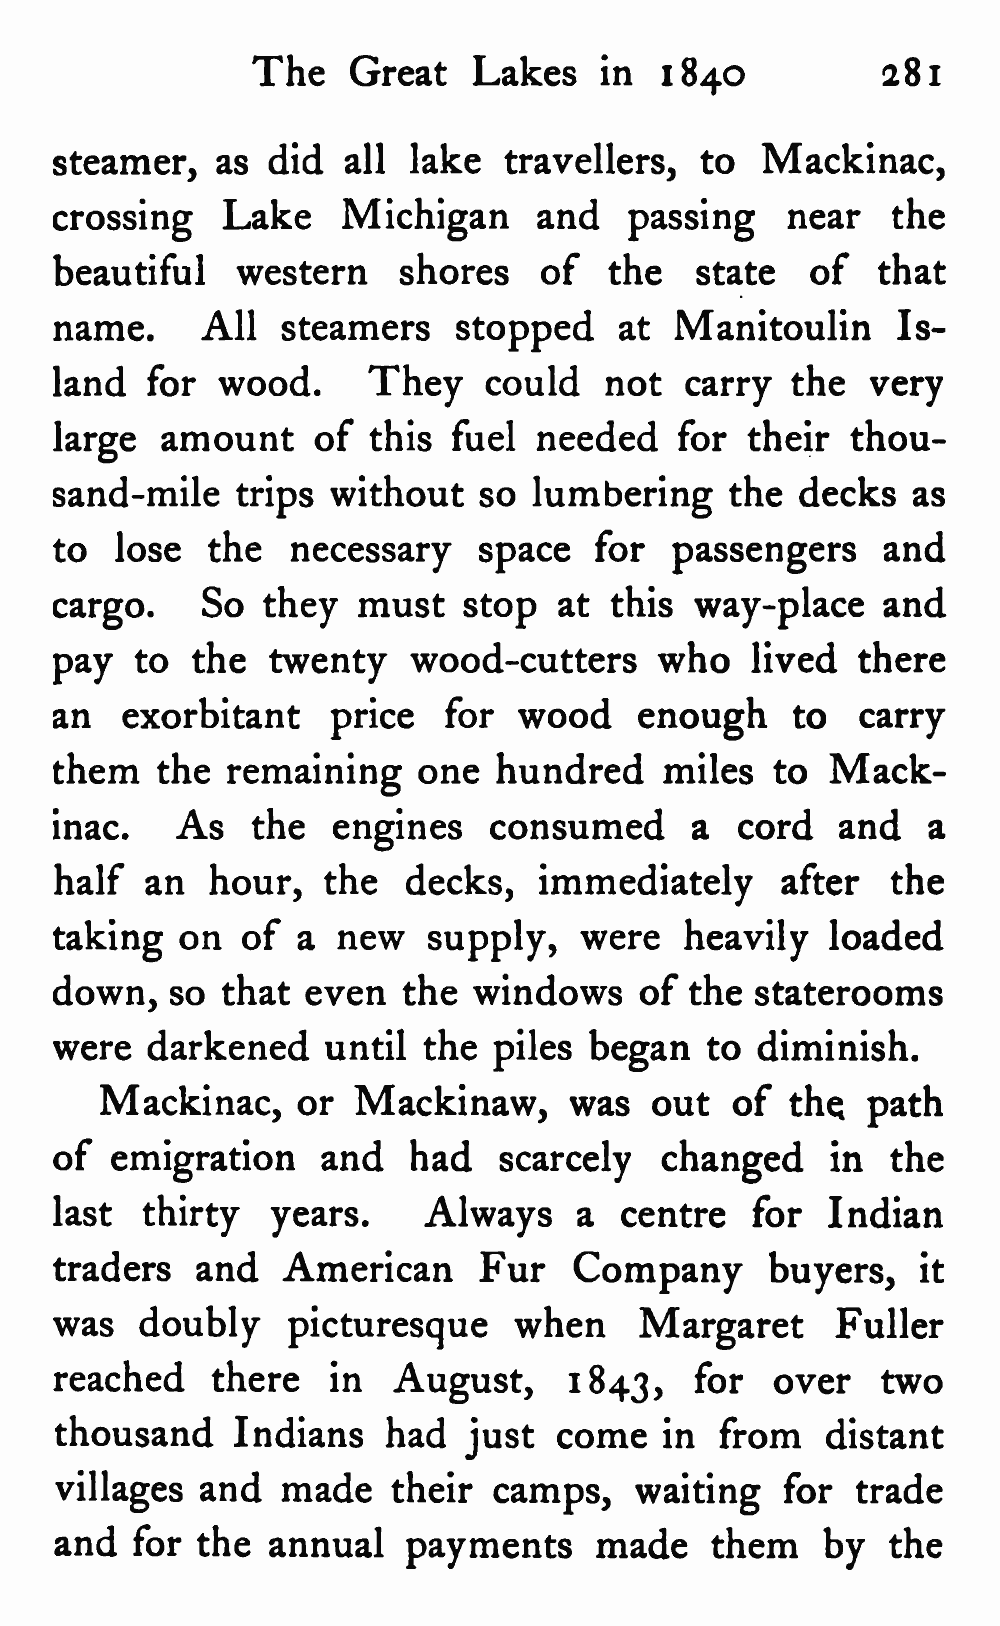 The Great Lakes in 1840 281
steamer, as did all lake travellers, to Mackinac,
crossing Lake Michigan and passing near the
beautiful western shores of the state of that
name. All steamers stopped at Manitoulin Is-
land for wood. They could not carry the very
large amount of this fuel needed for their thou-
sand-mile trips without so lumbering the decks as
to lose the necessary space for passengers and
cargo. So they must stop at this way-place and
pay to the twenty wood-cutters who lived there
an exorbitant price for wood enough to carry
them the remaining one hundred miles to Mack-
inac. As the engines consumed a cord and a
half an hour, the decks, immediately after the
taking on of a new supply, were heavily loaded
down, so that even the windows of the staterooms
were darkened until the piles began to diminish.
Mackinac, or Mackinaw, was out of the path
of emigration and had scarcely changed in the
last thirty years. Always a centre for Indian
traders and American Fur Company buyers, it
was doubly picturesque when Margaret Fuller
reached there in August, 1843, for over two
thousand Indians had just come in from distant
villages and made their camps, waiting for trade
and for the annual payments made them by the